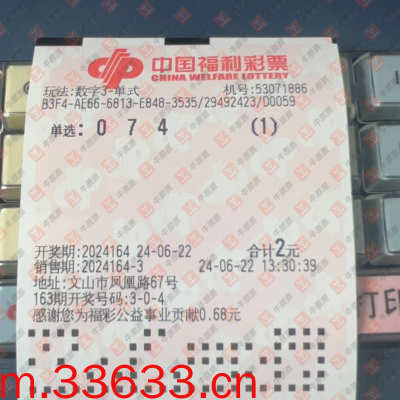 中国福利彩票
CHINA WELFARE LOTTERY
玩法:数字3-单式 机号:53071886
B3F4-AE66-6813-E848-3535/29492423/D0059
单选: 0 7 4 (1)
开奖期:2024164 24-06-22 合计2元
销售期:2024164-3 24-06-22 13:30:39
地址:文山市凤凰路67号
163期开奖号码:3-0-4
感谢您为福彩公益事业贡献0.68元
打印
m.33633.cn